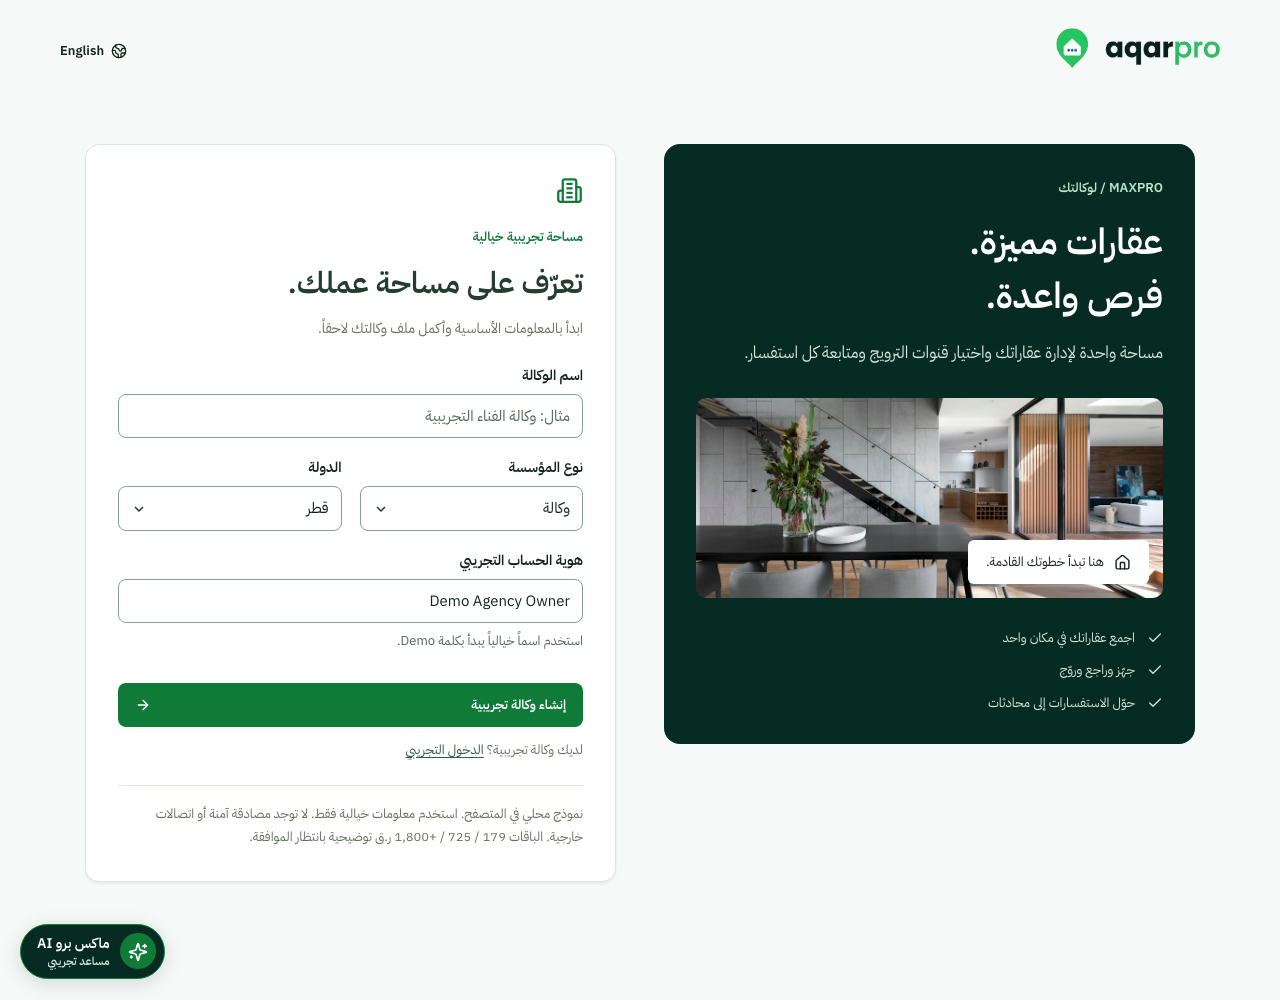 aqarpro
English
MAXPRO / لوكالتك
عقارات مميزة.
فرص واعدة.
مساحة واحدة لإدارة عقاراتك واختيار قنوات الترويج ومتابعة كل استفسار.
هنا تبدأ خطوتك القادمة.
اجمع عقاراتك في مكان واحد
جهّز وراجع وروّج
حوّل الاستفسارات إلى محادثات
مساحة تجريبية خيالية
تعرّف على مساحة عملك.
ابدأ بالمعلومات الأساسية وأكمل ملف وكالتك لاحقاً.
اسم الوكالة
مثال: وكالة الفناء التجريبية
نوع المؤسسة
وكالة
الدولة
قطر
هوية الحساب التجريبي
Demo Agency Owner
استخدم اسماً خيالياً يبدأ بكلمة Demo.
إنشاء وكالة تجريبية
لديك وكالة تجريبية؟ الدخول التجريبي
نموذج محلي في المتصفح. استخدم معلومات خيالية فقط. لا توجد مصادقة آمنة أو اتصالات
خارجية. الباقات 179 / 725 / +1,800 ر.ق توضيحية بانتظار الموافقة.
ماكس برو AI
مساعد تجريبي